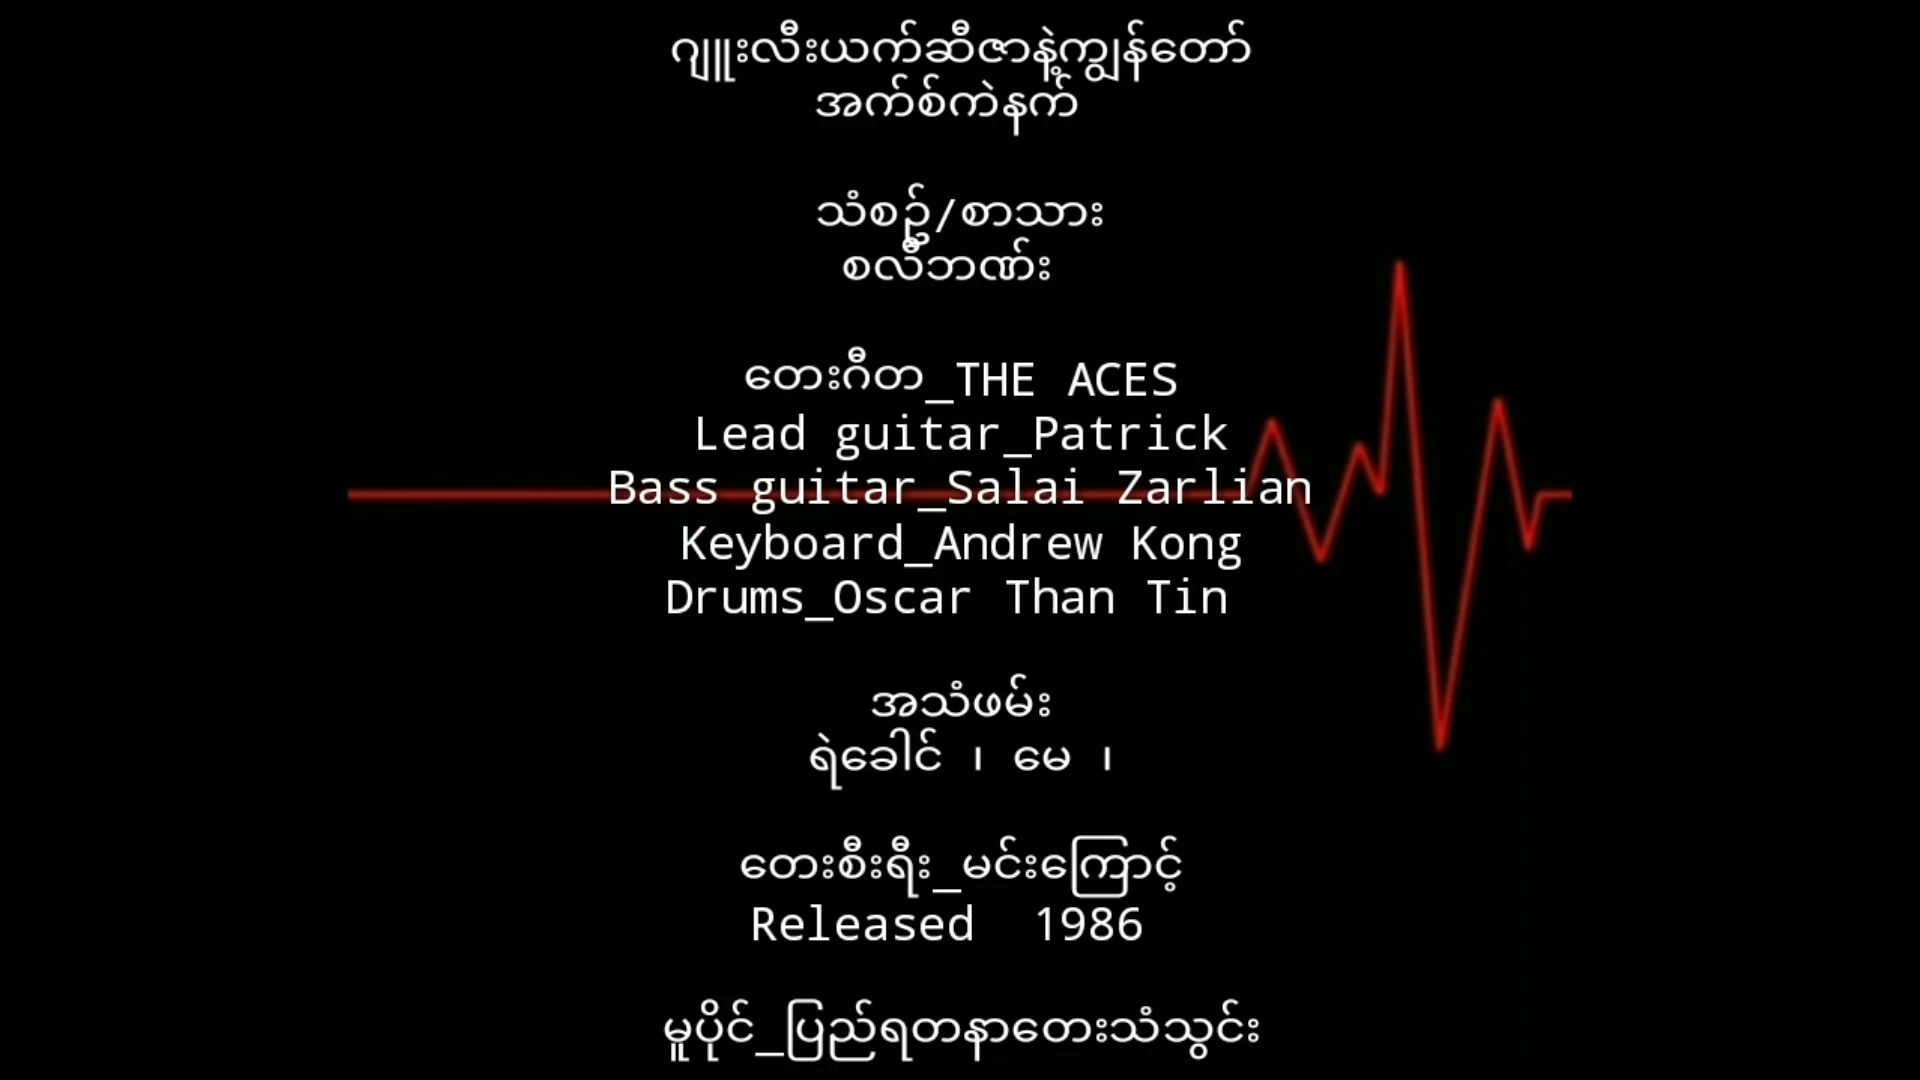 ဂျူးလီးယက်ဆီဇာနဲ့ကျွန်တော်
အက်စ်ကဲနက်
သံစဥ်/စာသား
စလီဘဏ်း
တေးဂီတ_THE ACES
Lead guitar_Patrick
Bass guitar_Salai Zarlian
Keyboard_Andrew Kong
Drums_Oscar Than Tin
အသံဖမ်း
ရဲခေါင် ၊ မေ ၊
တေးစီးရီး_မင်းကြောင့်
Released 1986
မူပိုင်_ပြည်ရတနာတေးသံသွင်း